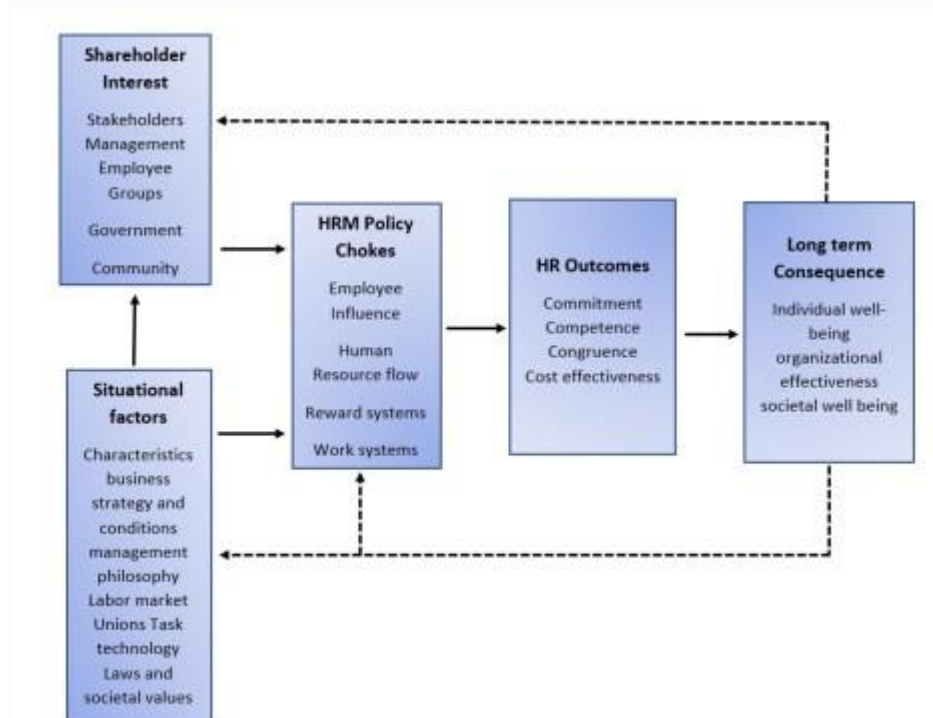 Shareholder
Interest
Stakeholders
Management
Employee
Groups
Government
Community
Situational
factors
Characteristics
business
strategy and
conditions
management
philosophy
Labor market
Unions Task
technology
Laws and
societal values
HRM Policy
Chokes
Employee
Influence
Human
Resource flow
Reward systems
Work systems
HR Outcomes
Commitment
Competence
Congruence
Cost effectiveness
Long term
Consequence
Individual well-
being
organizational
effectiveness
societal well being